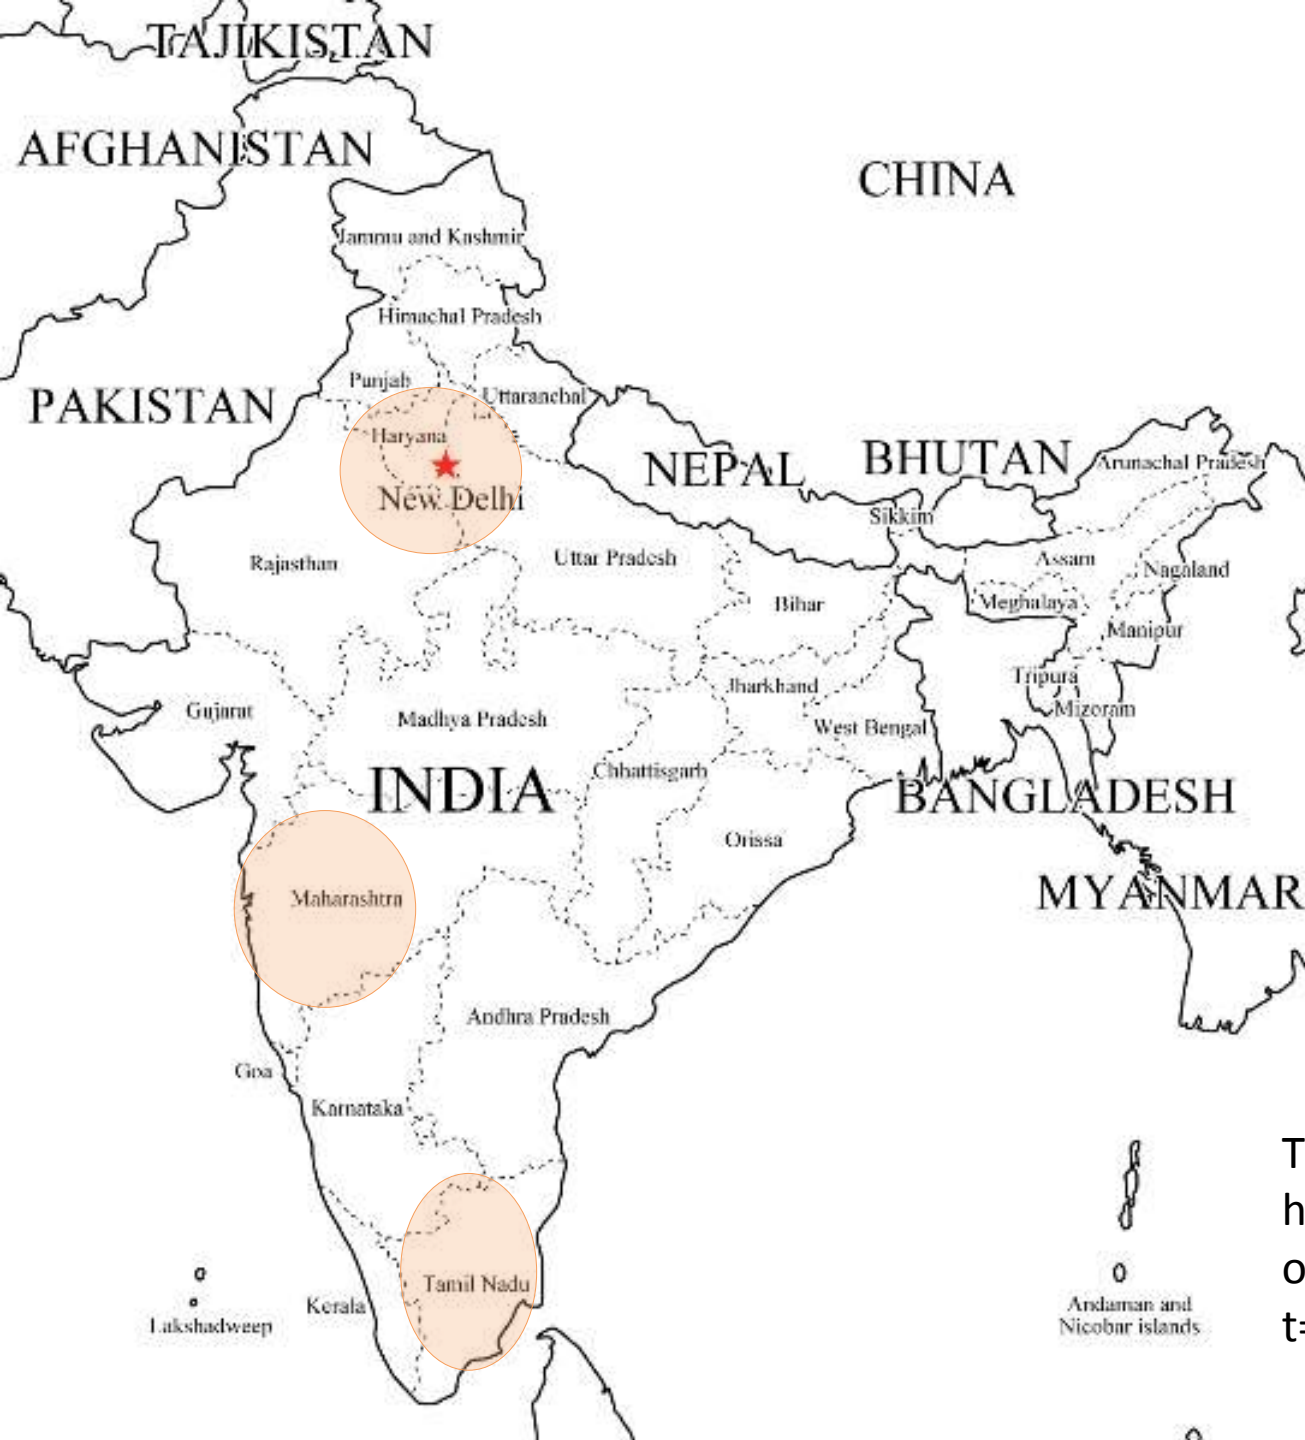 TAJIKISTAN
AFGHANISTAN
CHINA
Jammu and Kashmir
Himachal Pradesh
Punjab
Uttaranchal
PAKISTAN
Haryana
NEPAL
BHUTAN
Arunachal Pradesh
New Delhi
Sikkim
Rajasthan
Uttar Pradesh
Assam
Nagaland
Bihar
Meghalaya
Manipur
Jharkhand
Tripura
Gujarat
Madhya Pradesh
West Bengal
Mizoram
Chhattisgarh
INDIA
BANGLADESH
Orissa
MYANMAR
Maharashtra
Andhra Pradesh
Goa
Karnataka
T
h
o
t=
Tamil Nadu
Kerala
Lakshadweep
Andaman and
Nicobar islands